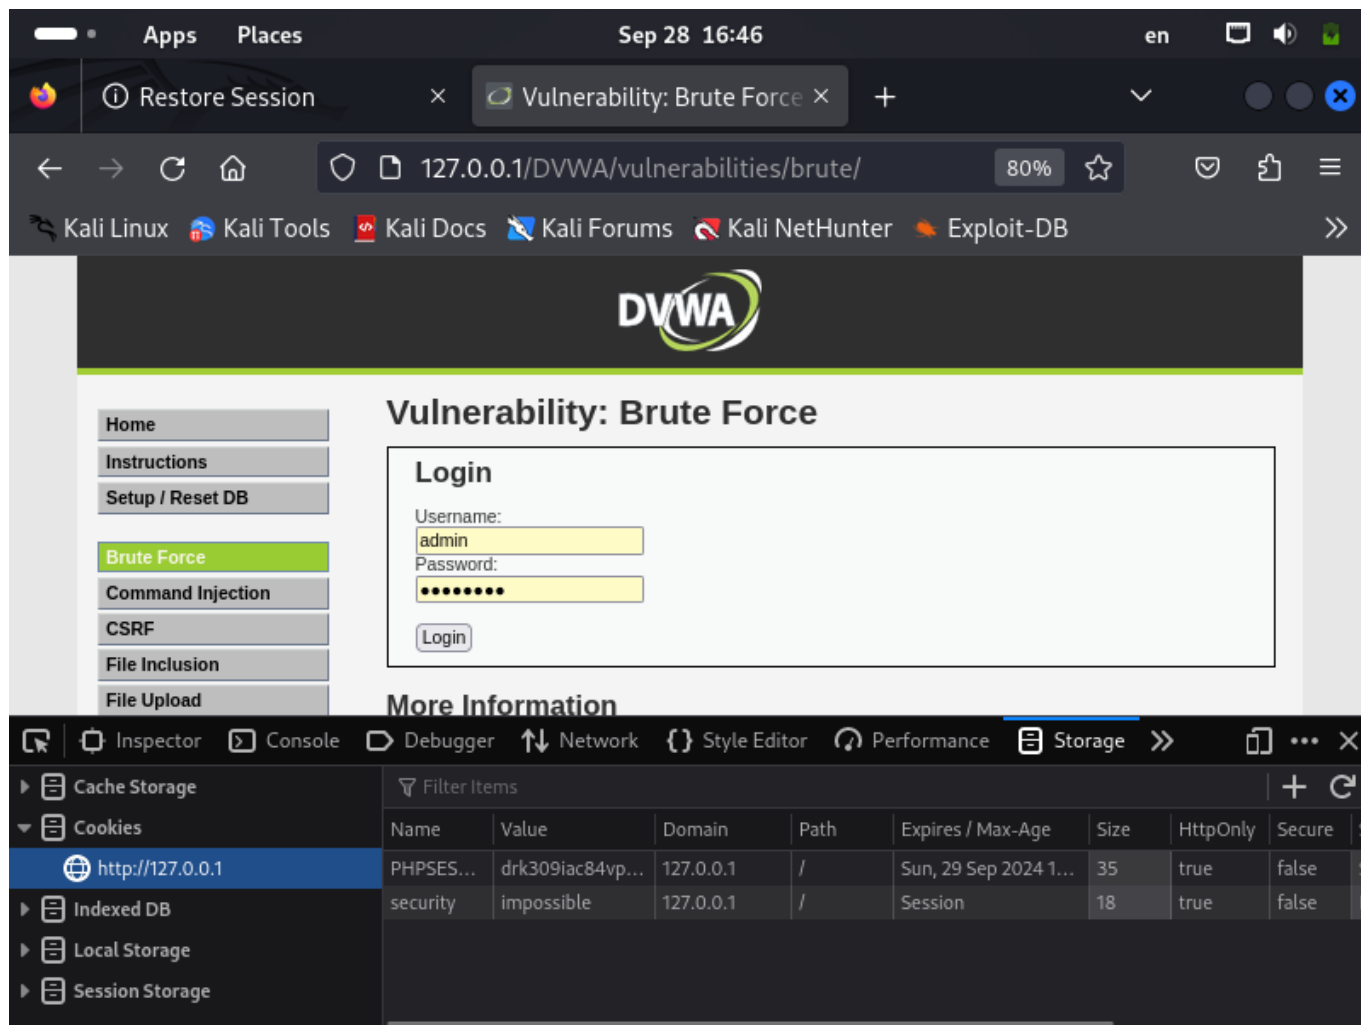 Apps Places Sep 28 16:46 en
Restore Session Vulnerability: Brute Force
127.0.0.1/DVWA/vulnerabilities/brute/ 80%
Kali Linux Kali Tools Kali Docs Kali Forums Kali NetHunter Exploit-DB
DVWA
Vulnerability: Brute Force
Home
Instructions
Setup / Reset DB
Brute Force
Command Injection
CSRF
File Inclusion
File Upload
Login
Username:
admin
Password:
••••••••
Login
More Information
Inspector Console Debugger Network Style Editor Performance Storage
Cache Storage
Cookies
http://127.0.0.1
Indexed DB
Local Storage
Session Storage
Filter Items
Name Value Domain Path Expires / Max-Age Size HttpOnly Secure
PHPSES... drk309iac84vp... 127.0.0.1 / Sun, 29 Sep 2024 1... 35 true false
security impossible 127.0.0.1 / Session 18 true false